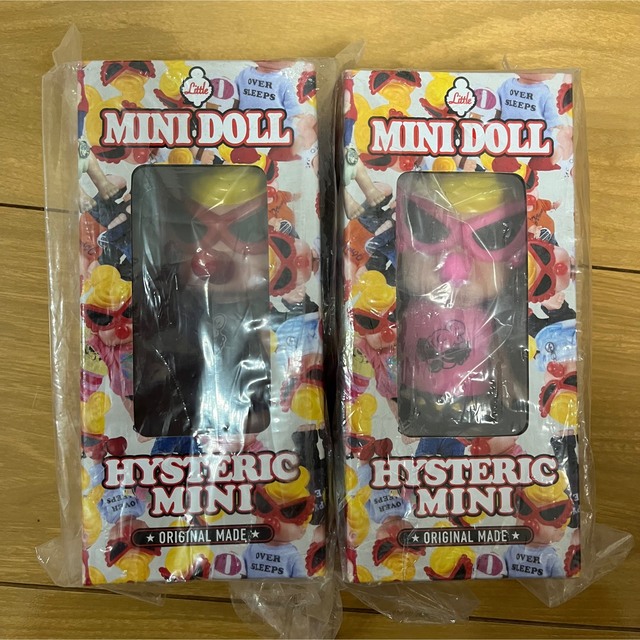 Little
MINI DOLL
HYSTERIC
MINI
★ ORIGINAL MADE ★
OVER
SLEEPS
OVER
SLEEPS
Little
MINI DOLL
HYSTERIC
MINI
★ ORIGINAL MADE ★
OVER
SLEEPS
OVER
SLEEPS